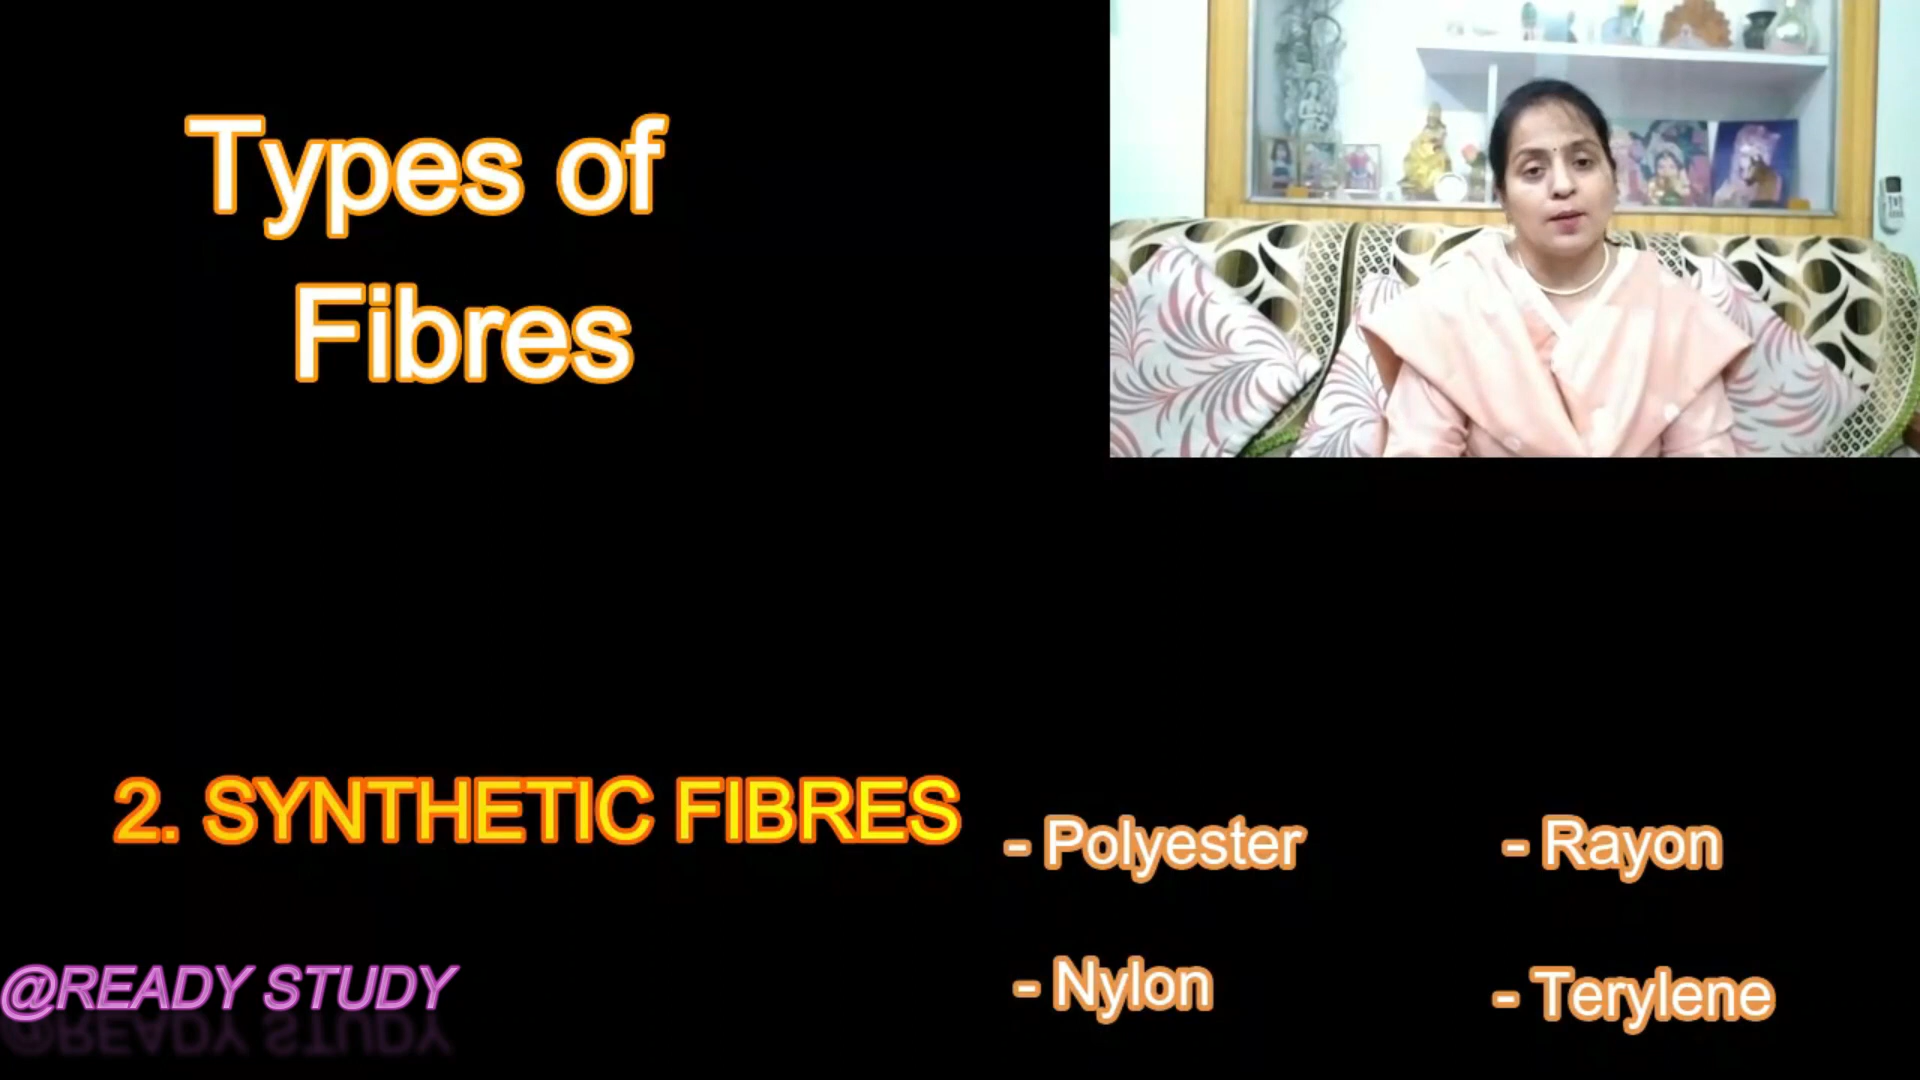 Types of
Fibres
2. SYNTHETIC FIBRES
- Polyester
- Rayon
- Nylon
- Terylene
@READY STUDY